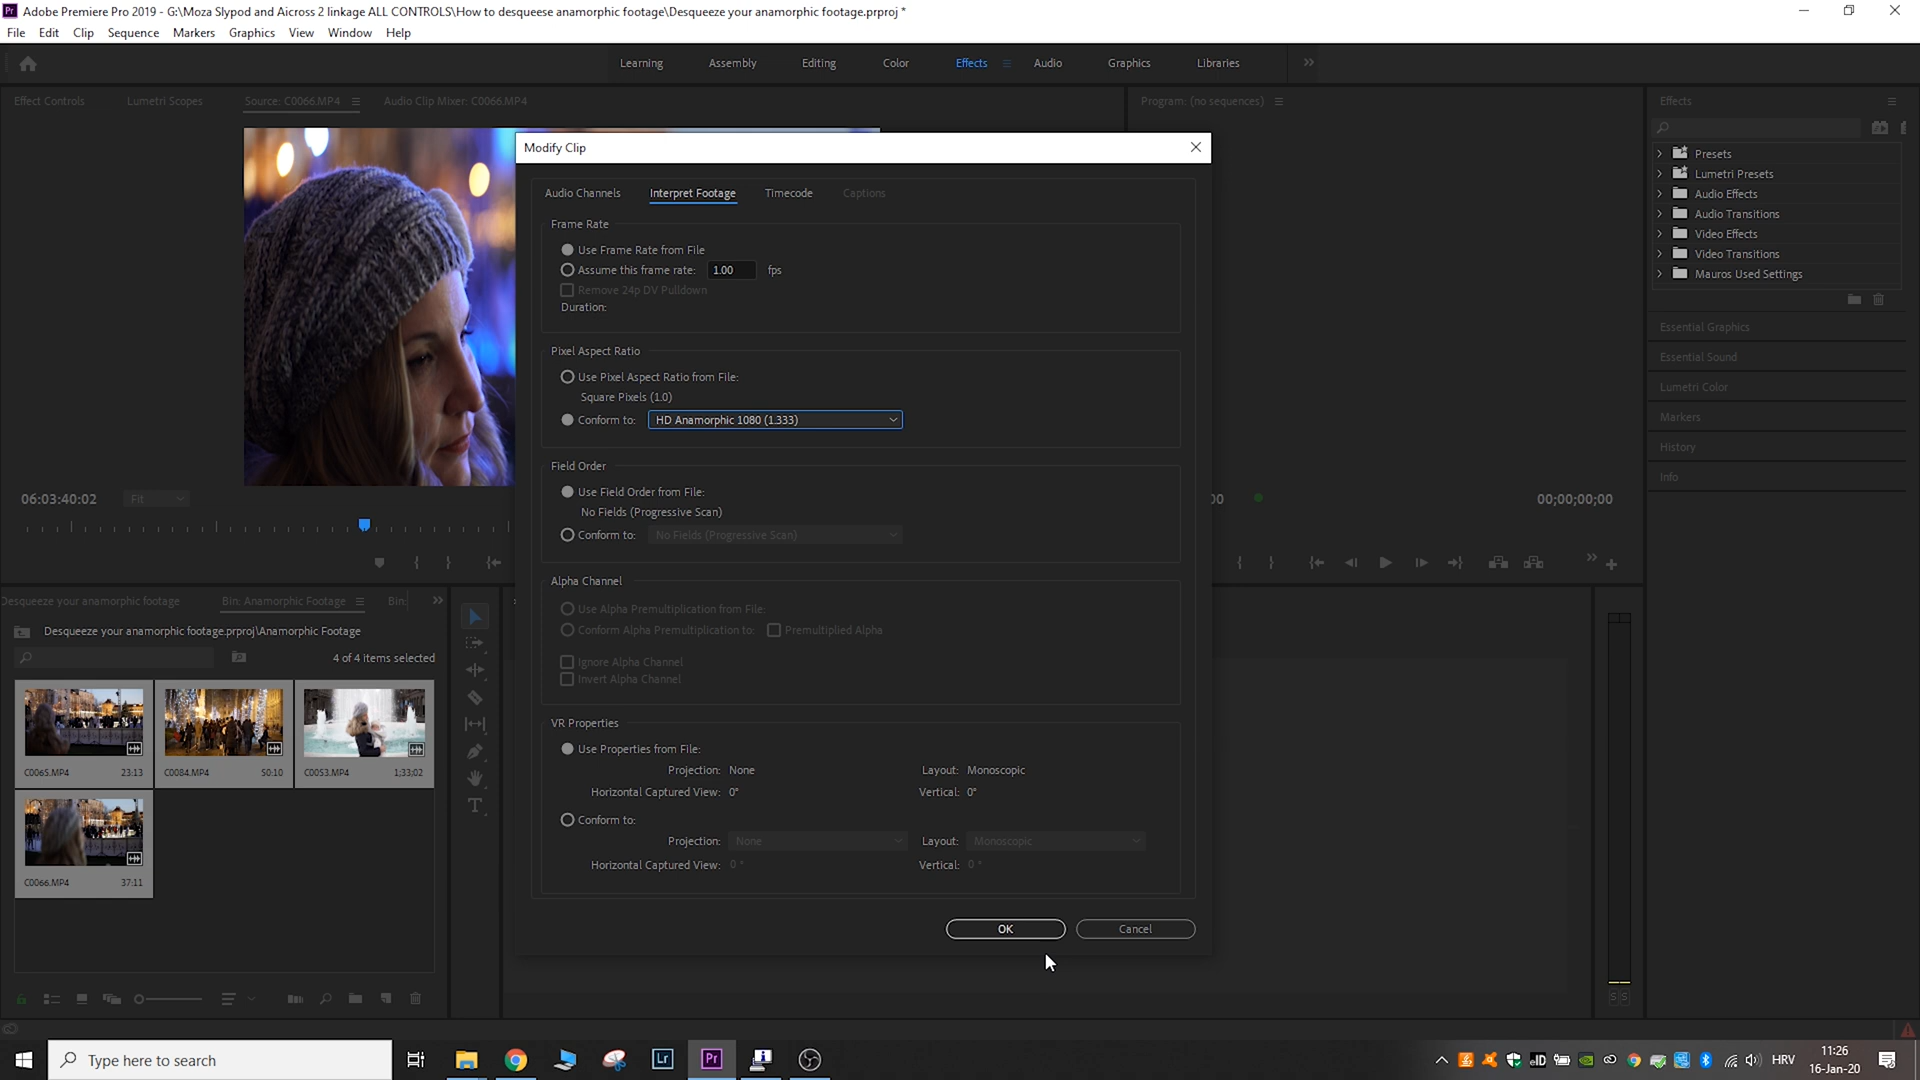 Adobe Premiere Pro 2019 - G:\Moza Slypod and Aicross 2 linkage ALL CONTROLS\How to desqueese anamorphic footage\Desqueeze your anamorphic footage.prproj *
File Edit Clip Sequence Markers Graphics View Window Help
Learning Assembly Editing Color Effects Audio Graphics Libraries
Effect Controls Lumetri Scopes Source: C0066.MP4 Audio Clip Mixer: C0066.MP4 Program: (no sequences) Effects
Modify Clip
Audio Channels Interpret Footage Timecode Captions
Frame Rate
Use Frame Rate from File
Assume this frame rate: 1.00 fps
Remove 24p DV Pulldown
Duration:
Pixel Aspect Ratio
Use Pixel Aspect Ratio from File:
Square Pixels (1.0)
Conform to: HD Anamorphic 1080 (1.333)
Field Order
Use Field Order from File:
No Fields (Progressive Scan)
Conform to: No Fields (Progressive Scan)
Alpha Channel
Use Alpha Premultiplication from File:
Conform Alpha Premultiplication to: Premultiplied Alpha
Ignore Alpha Channel
Invert Alpha Channel
VR Properties
Use Properties from File:
Projection: None Layout: Monoscopic
Horizontal Captured View: 0° Vertical: 0°
Conform to:
Projection: None Layout: Monoscopic
Horizontal Captured View: 0 ° Vertical: 0 °
OK Cancel
Presets
Lumetri Presets
Audio Effects
Audio Transitions
Video Effects
Video Transitions
Mauros Used Settings
Essential Graphics
Essential Sound
Lumetri Color
Markers
History
Info
06:03:40:02 Fit 00 00;00;00;00
Desqueeze your anamorphic footage Bin: Anamorphic Footage Bin:
Desqueeze your anamorphic footage.prproj\Anamorphic Footage
4 of 4 items selected
C0065.MP4 23:13 C0084.MP4 50:10 C0053.MP4 1;33;02
C0066.MP4 37:11
S S
Type here to search
Lr Pr
eID HRV
11:26
16-Jan-20